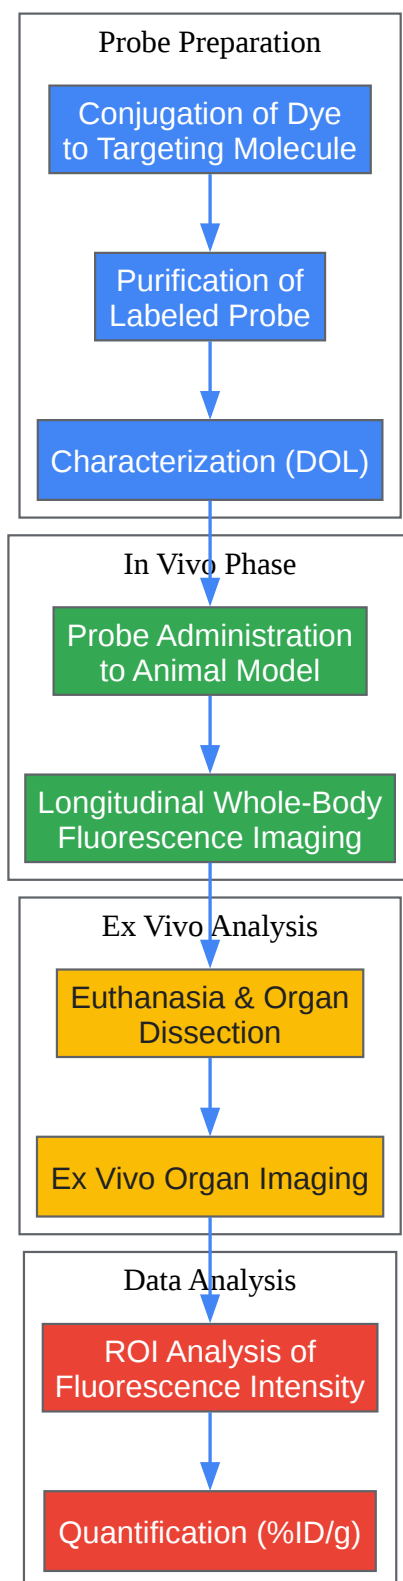 Probe Preparation
Conjugation of Dye
to Targeting Molecule
Purification of
Labeled Probe
Characterization (DOL)
In Vivo Phase
Probe Administration
to Animal Model
Longitudinal Whole-Body
Fluorescence Imaging
Ex Vivo Analysis
Euthanasia & Organ
Dissection
Ex Vivo Organ Imaging
Data Analysis
ROI Analysis of
Fluorescence Intensity
Quantification (%ID/g)